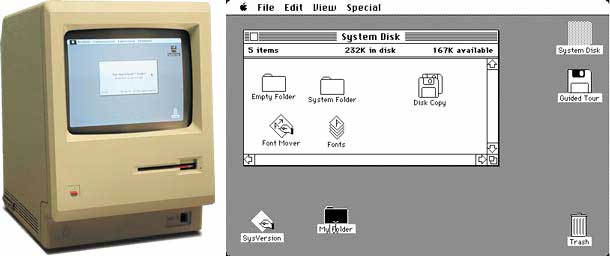 File Edit View Special
System Disk
5 items 232K in disk 167K available
Empty Folder
System Folder
Disk Copy
Font Mover
Fonts
System Disk
Guided Tour
SysVersion
My Folder
Trash